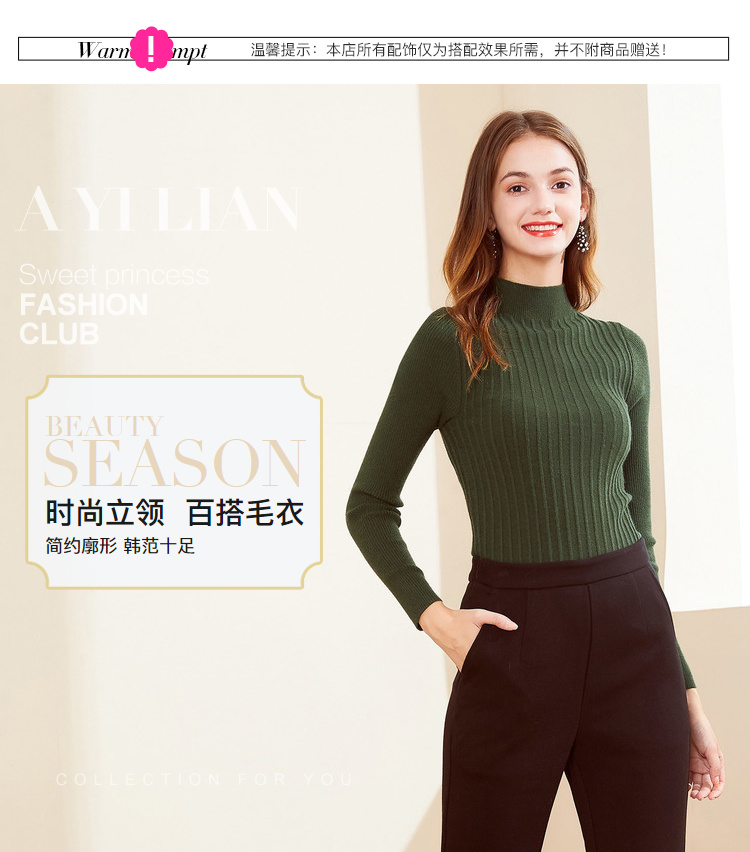 Warm ! mpt
温馨提示：本店所有配饰仅为搭配效果所需，并不附商品赠送！
A YI LIAN
Sweet princess
FASHION
CLUB
BEAUTY
SEASON
时尚立领 百搭毛衣
简约廓形 韩范十足
COLLECTION FOR YOU